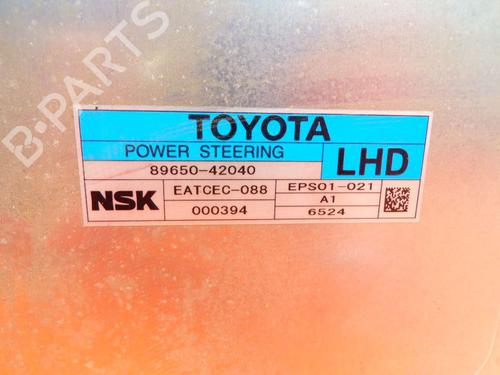 B-PARTS
TOYOTA
POWER STEERING
LHD
89650-42040
NSK
EATCEC-088
EPS01-021
A1
000394
6524